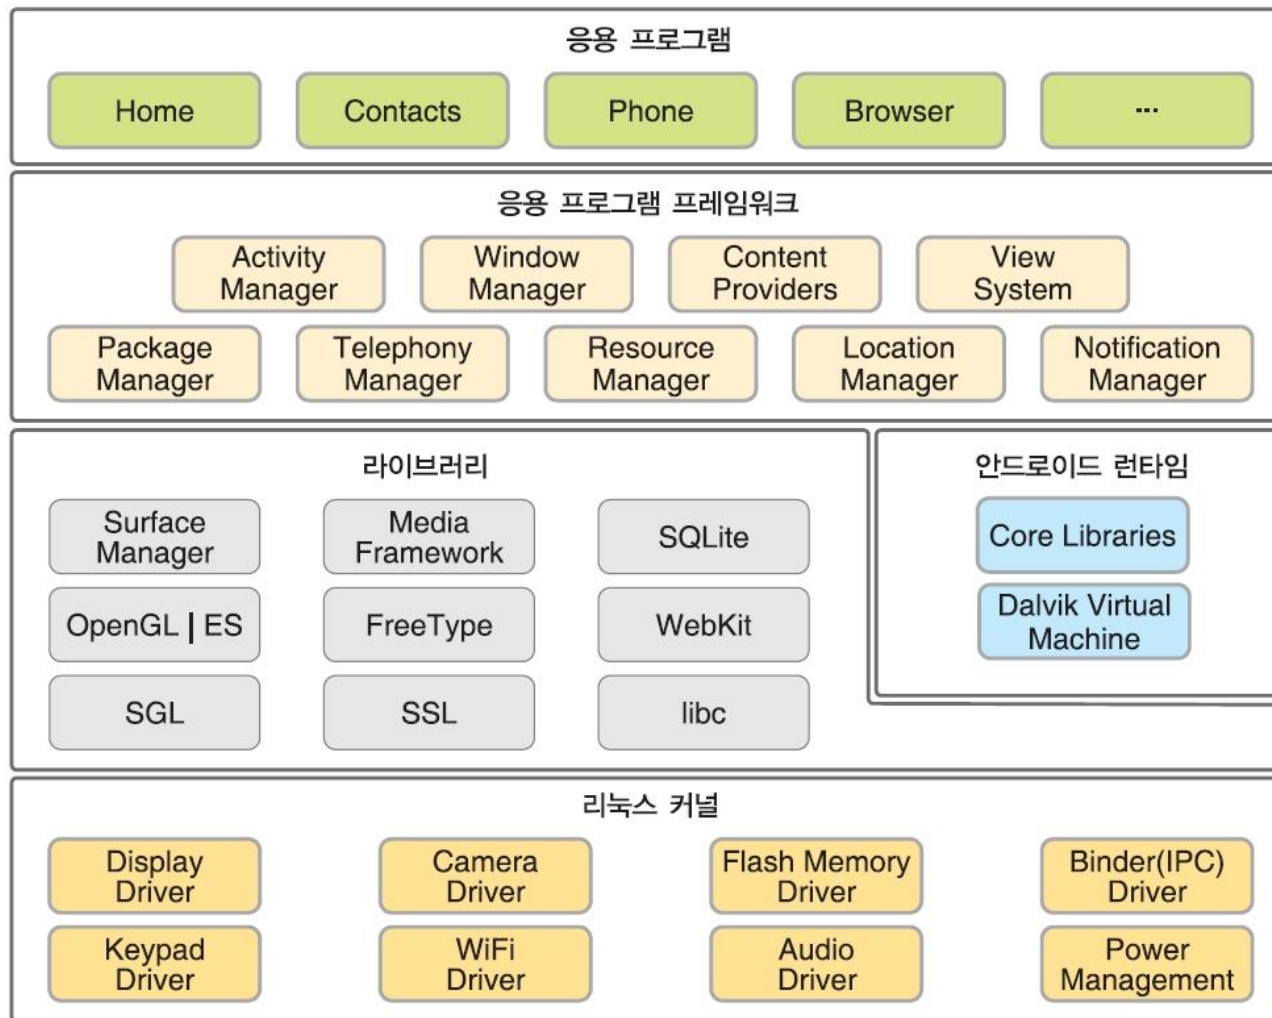 응용 프로그램
Home
Contacts
Phone
Browser
...
응용 프로그램 프레임워크
Activity
Manager
Window
Manager
Content
Providers
View
System
Package
Manager
Telephony
Manager
Resource
Manager
Location
Manager
Notification
Manager
라이브러리
Surface
Manager
Media
Framework
SQLite
OpenGL | ES
FreeType
WebKit
SGL
SSL
libc
안드로이드 런타임
Core Libraries
Dalvik Virtual
Machine
리눅스 커널
Display
Driver
Camera
Driver
Flash Memory
Driver
Binder(IPC)
Driver
Keypad
Driver
WiFi
Driver
Audio
Driver
Power
Management